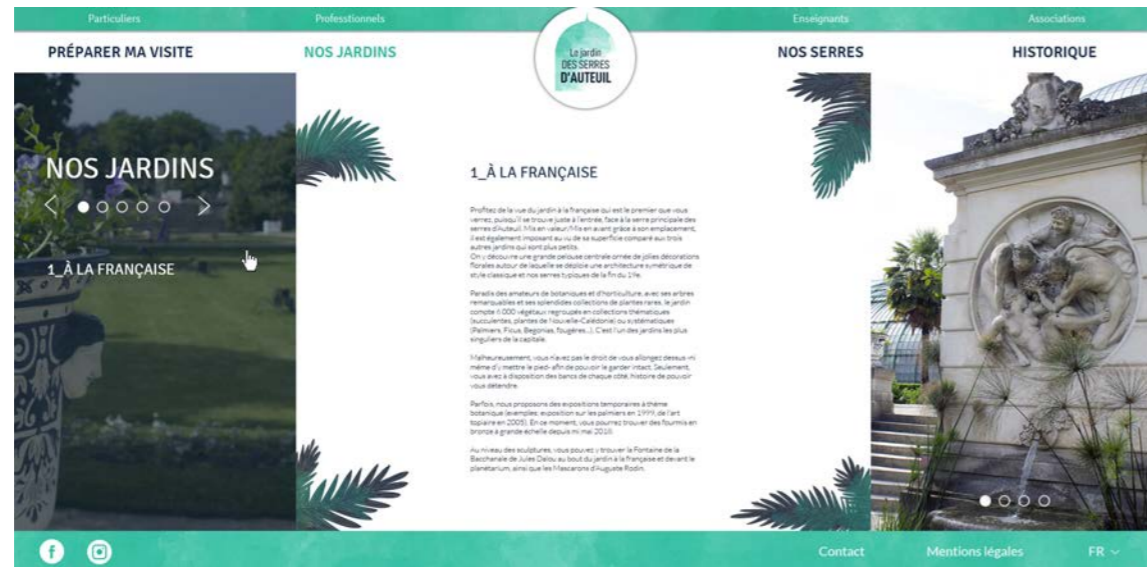 Particuliers
Professionnels
Enseignants
Associations
PRÉPARER MA VISITE
NOS JARDINS
Le jardin
DES SERRES
D'AUTEUIL
NOS SERRES
HISTORIQUE
NOS JARDINS
1_À LA FRANÇAISE
1_À LA FRANÇAISE
Profitez de la vue du jardin à la française qui est le premier que vous
verrez, puisqu'il se trouve juste à l'entrée, face à la serre principale des
serres d'Auteuil. Mis en valeur/Mis en avant grâce à son emplacement,
il est également imposant au vu de sa superficie comparé aux trois
autres jardins qui sont plus petits.
On y découvre une grande pelouse centrale ornée de jolies décorations
florales autour de laquelle se déploie une architecture symétrique de
style classique et nos serres typiques de la fin du 19e.
Paradis des amateurs de botaniques et d'horticulture, avec ses arbres
remarquables et ses splendides collections de plantes rares, le jardin
compte 6 000 végétaux regroupés en collections thématiques
(succulentes, plantes de Nouvelle-Calédonie) ou systématiques
(Palmiers, Ficus, Begonias, fougères...). C'est l'un des jardins les plus
singuliers de la capitale.
Malheureusement, vous n'avez pas le droit de vous allongez dessus -ni
même d'y mettre le pied- afin de pouvoir le garder intact. Seulement,
vous avez à disposition des bancs de chaque côté, histoire de pouvoir
vous détendre.
Parfois, nous proposons des expositions temporaires à thème
botanique (exemples: exposition sur les palmiers en 1999, de l'art
topiaire en 2005). En ce moment, vous pourrez trouver des fourmis en
bronze à grande échelle depuis mi mai 2018.
Au niveau des sculptures, vous pouvez y trouver la Fontaine de la
Bacchanale de Jules Dalou au bout du jardin à la française et devant le
planétarium, ainsi que les Mascarons d'Auguste Rodin.
Contact
Mentions légales
FR